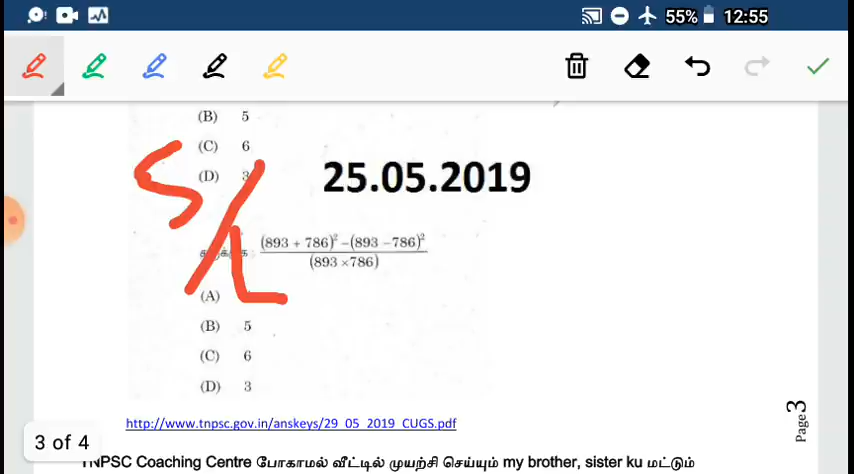 55% 12:55
(B) 5
(C) 6
(D) 3
25.05.2019
S/L
(893 + 786)² – (893 – 786)²
(893 × 786)
(A)
(B) 5
(C) 6
(D) 3
http://www.tnpsc.gov.in/anskeys/29_05_2019_CUGS.pdf
Page 3
3 of 4
TNPSC Coaching Centre போகாமல் வீட்டில் முயற்சி செய்யும் my brother, sister ku மட்டும்